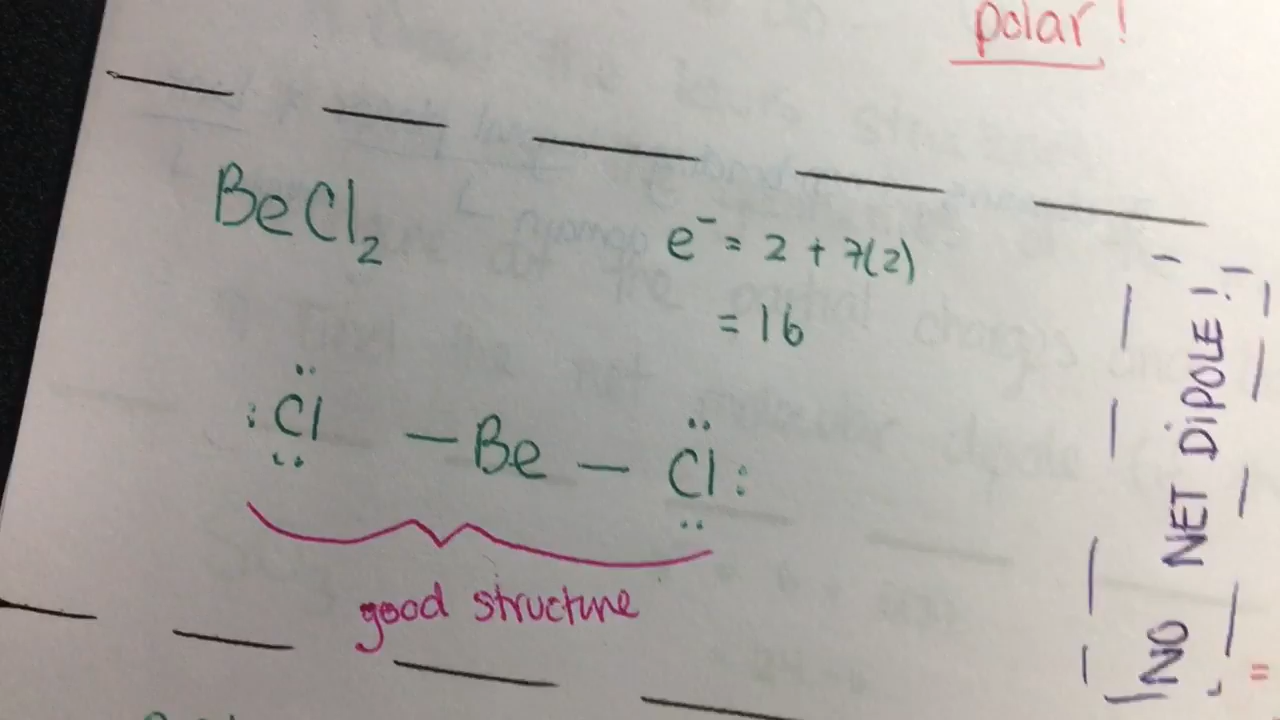 polar!
BeCl₂
e⁻ = 2 + 7(2)
= 16
:C̈l — Be — C̈l:
good structure
NO NET DIPOLE!